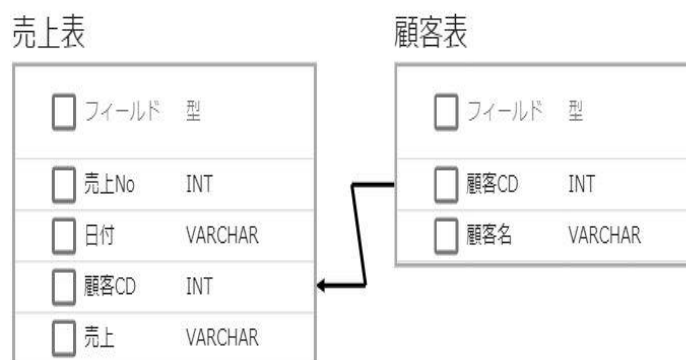 売上表
フィールド 型
売上No INT
日付 VARCHAR
顧客CD INT
売上 VARCHAR
顧客表
フィールド 型
顧客CD INT
顧客名 VARCHAR